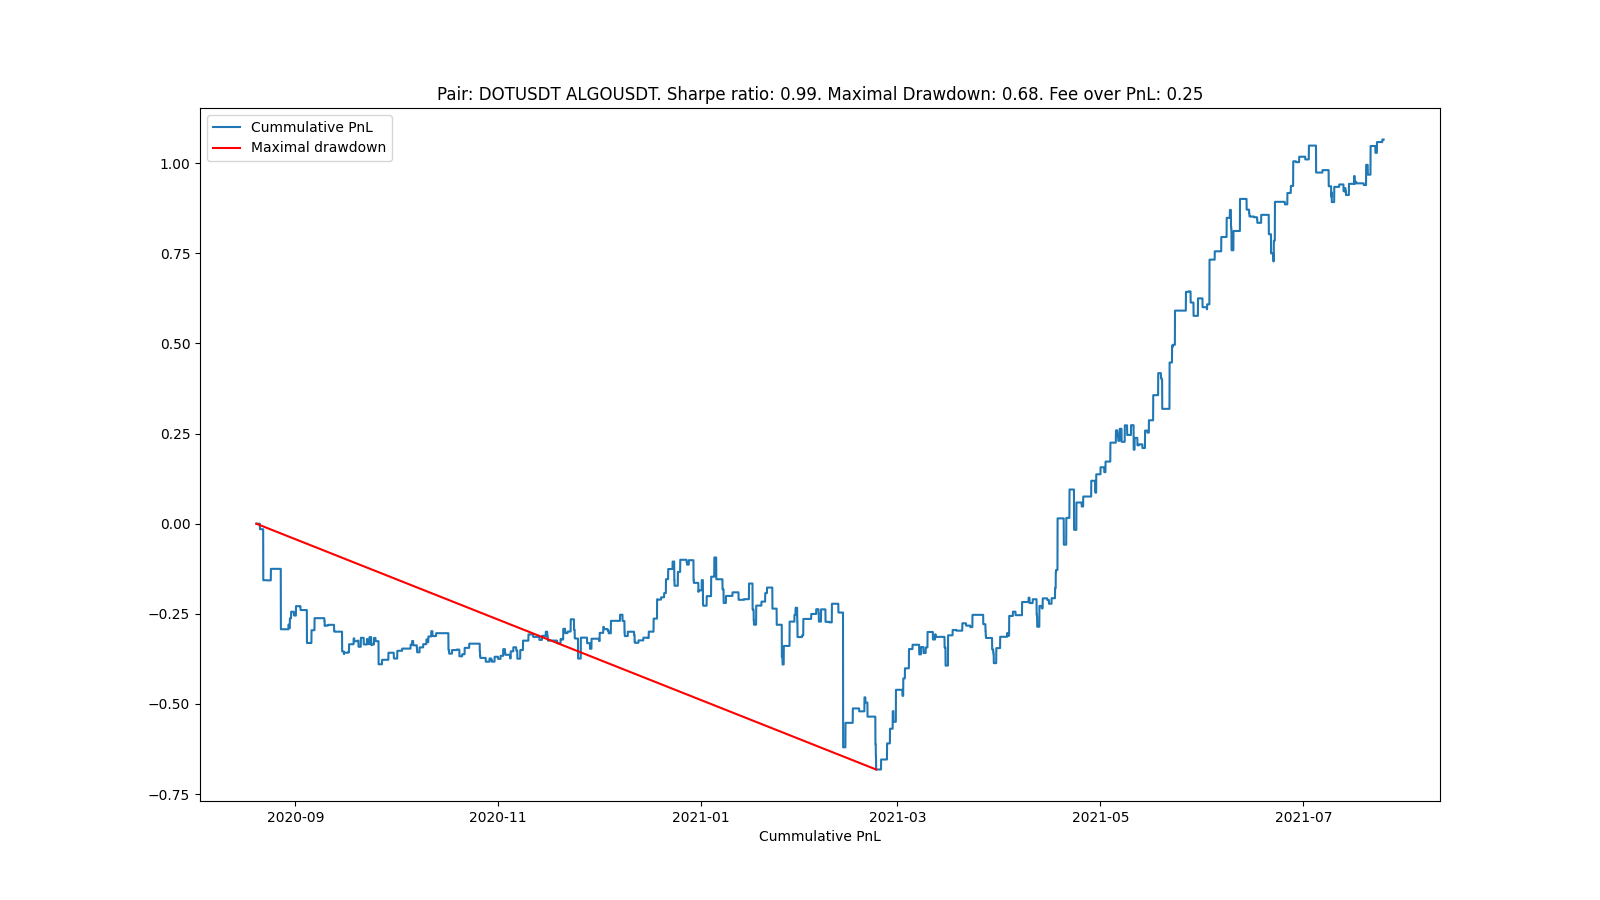 Pair: DOTUSDT ALGOUSDT. Sharpe ratio: 0.99. Maximal Drawdown: 0.68. Fee over PnL: 0.25
Cummulative PnL
Maximal drawdown
1.00
0.75
0.50
0.25
0.00
−0.25
−0.50
−0.75
2020-09 2020-11 2021-01 2021-03 2021-05 2021-07
Cummulative PnL